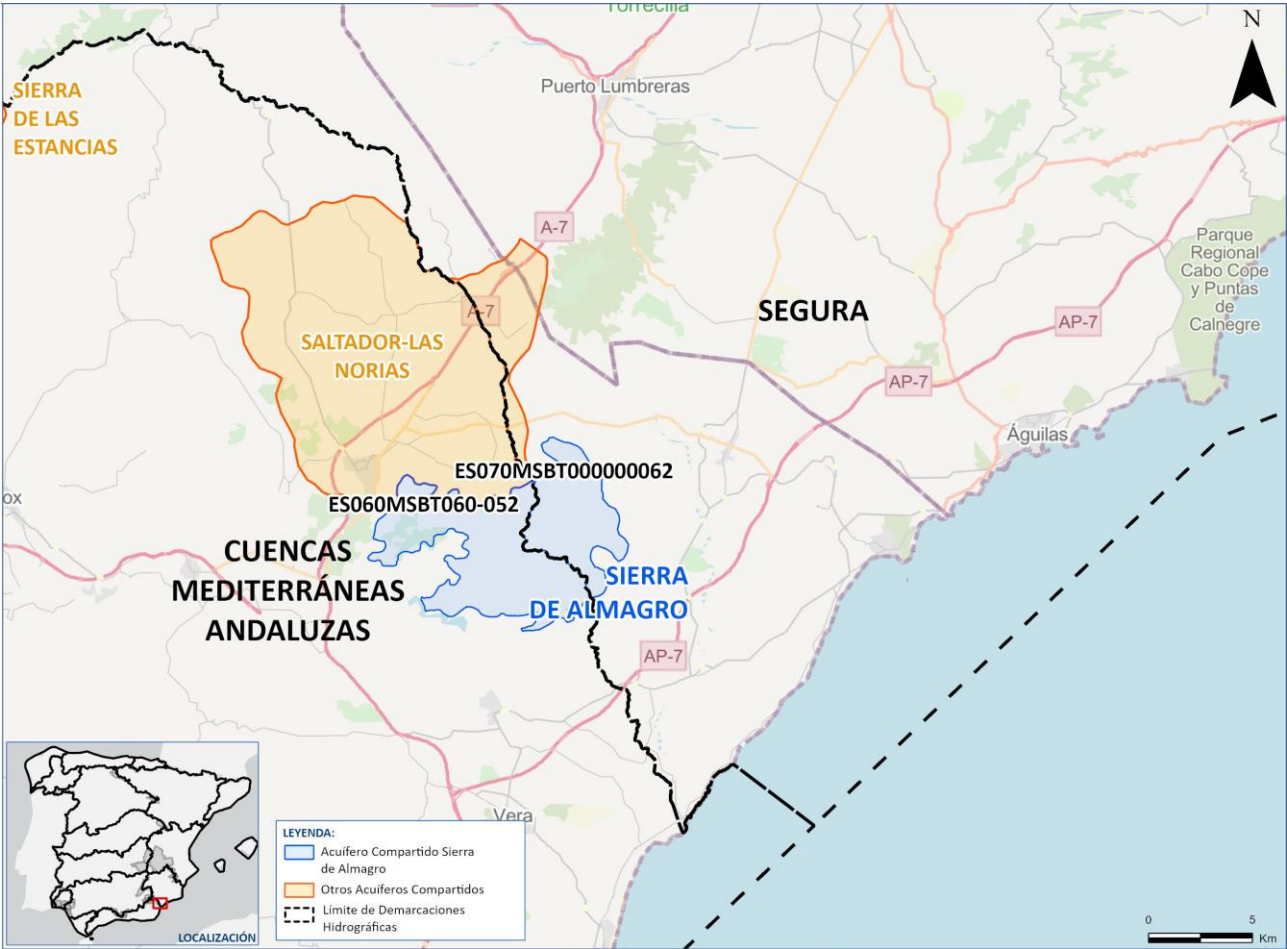 Torrecilla
N
Puerto Lumbreras
SIERRA
DE LAS
ESTANCIAS
A-7
Parque
Regional
Cabo Cope
y Puntas
de
Calnegre
A-7
SEGURA
AP-7
SALTADOR-LAS
NORIAS
AP-7
Águilas
ES070MSBT000000062
ox
ES060MSBT060-052
CUENCAS
MEDITERRÁNEAS
ANDALUZAS
SIERRA
DE ALMAGRO
AP-7
Vera
LEYENDA:
Acuífero Compartido Sierra
de Almagro
Otros Acuíferos Compartidos
Límite de Demarcaciones
Hidrográficas
LOCALIZACIÓN
0 5
Km